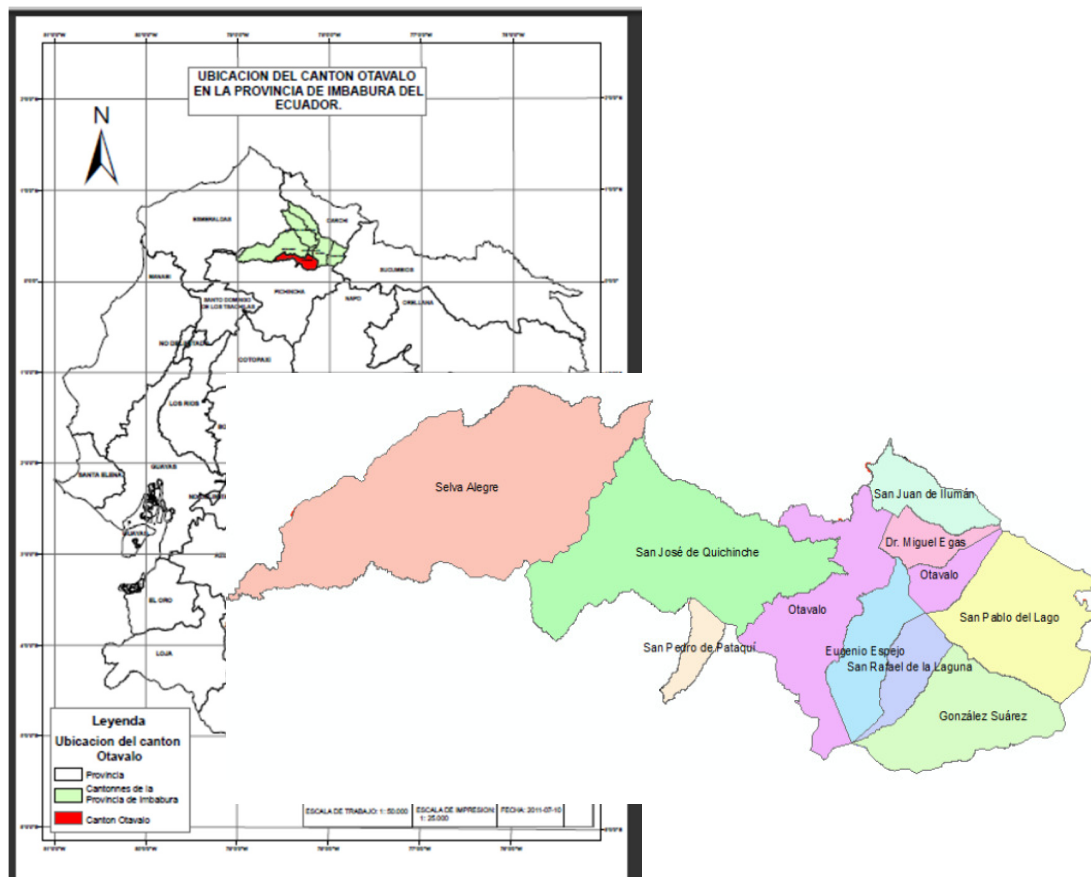 UBICACION DEL CANTON OTAVALO
EN LA PROVINCIA DE IMBABURA DEL
ECUADOR.
N
ESMERALDAS
CARCHI
SUCUMBIOS
MANABI
PICHINCHA
NAPO
ORELLANA
SANTO DOMINGO
DE LOS TSACHILAS
COTOPAXI
LOS RIOS
SANTA ELENA
GUAYAS
EL ORO
LOJA
Selva Alegre
San José de Quichinche
San Juan de Ilumán
Dr. Miguel Egas
Otavalo
Otavalo
San Pablo del Lago
San Pedro de Pataquí
Eugenio Espejo
San Rafael de la Laguna
González Suárez
Leyenda
Ubicacion del canton
Otavalo
Provincia
Cantonnes de la
Provincia de Imbabura
Canton Otavalo
ESCALA DE TRABAJO: 1: 50.000
ESCALA DE IMPRESION:
1: 25.000
FECHA: 2011-07-10